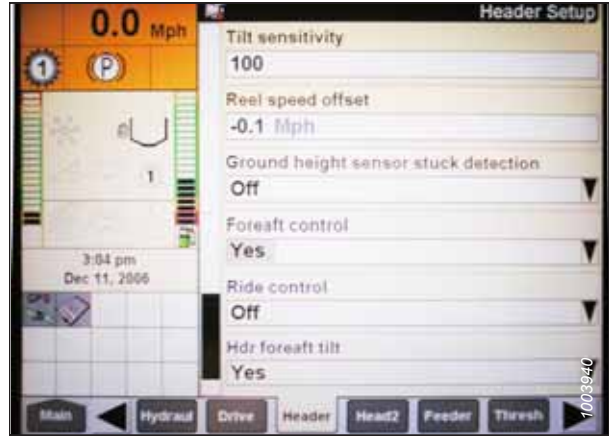 0.0 Mph
Header Setup
1
(P)
Tilt sensitivity
100
Reel speed offset
-0.1 Mph
Ground height sensor stuck detection
Off
1
Foreaft control
Yes
3:04 pm
Dec 11, 2006
Ride control
Off
GPS
Hdr foreaft tilt
Yes
Main
Hydraul
Drive
Header
Head2
Feeder
Thresh
1003940